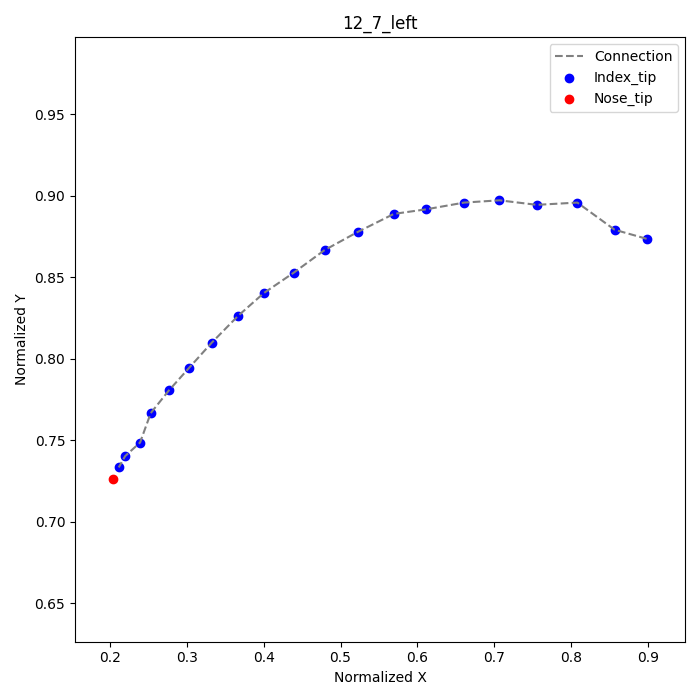 12_7_left
Connection
Index_tip
Nose_tip
Normalized Y
0.95
0.90
0.85
0.80
0.75
0.70
0.65
0.2 0.3 0.4 0.5 0.6 0.7 0.8 0.9
Normalized X